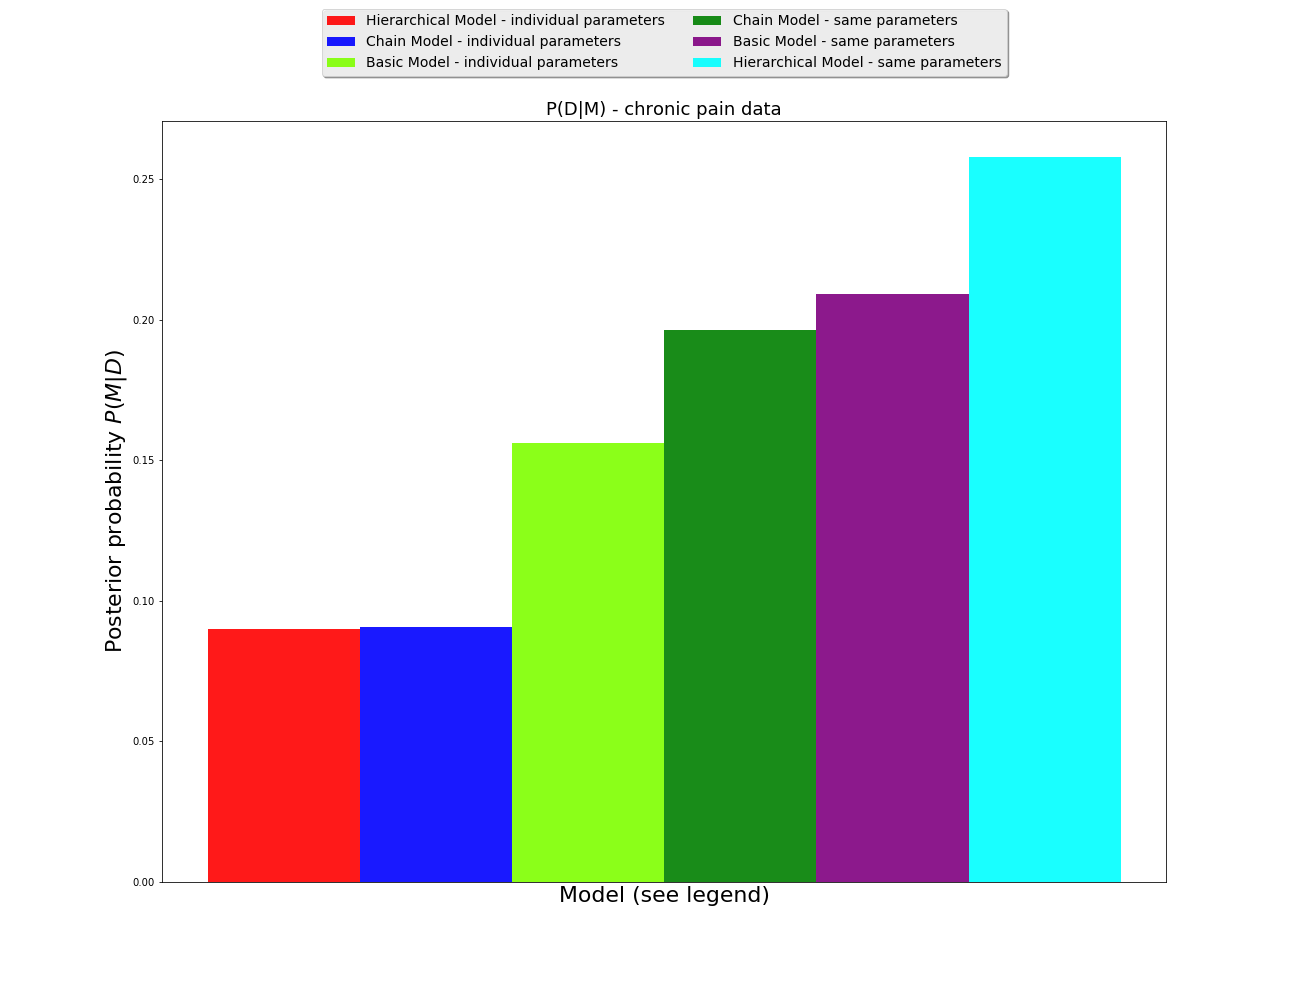 Hierarchical Model - individual parameters
Chain Model - individual parameters
Basic Model - individual parameters
Chain Model - same parameters
Basic Model - same parameters
Hierarchical Model - same parameters
P(D|M) - chronic pain data
Posterior probability P(M|D)
0.25
0.20
0.15
0.10
0.05
0.00
Model (see legend)